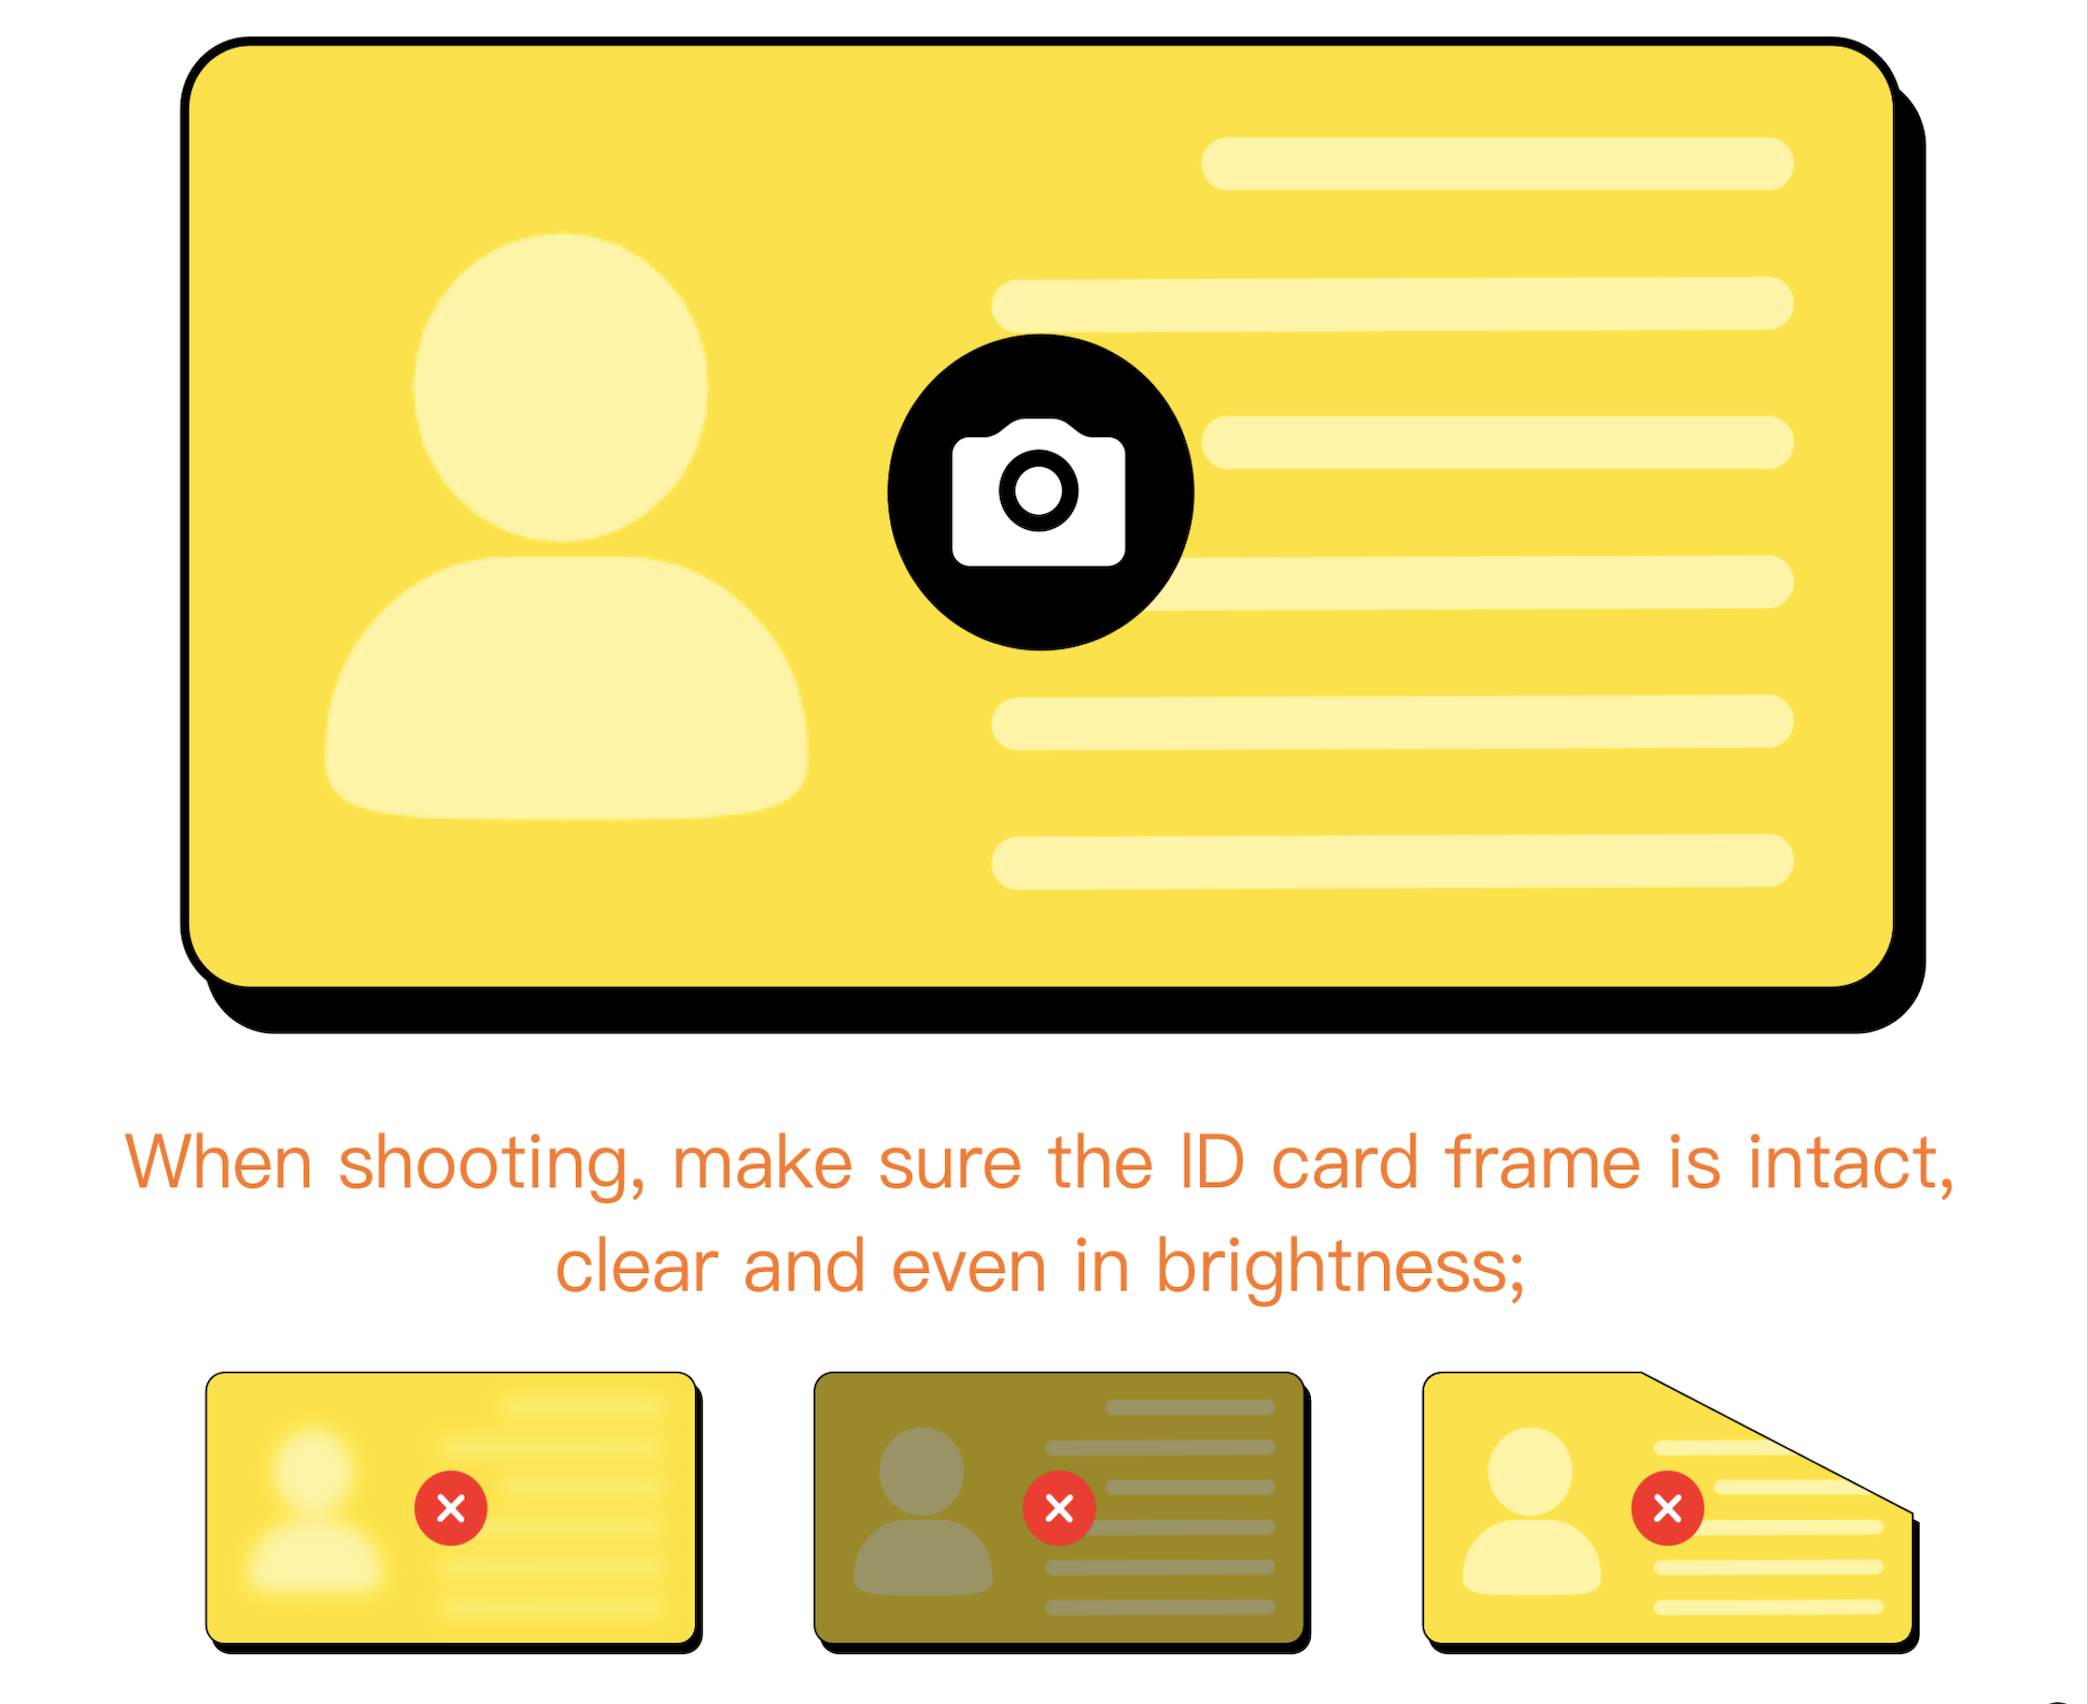 When shooting, make sure the ID card frame is intact,
clear and even in brightness;